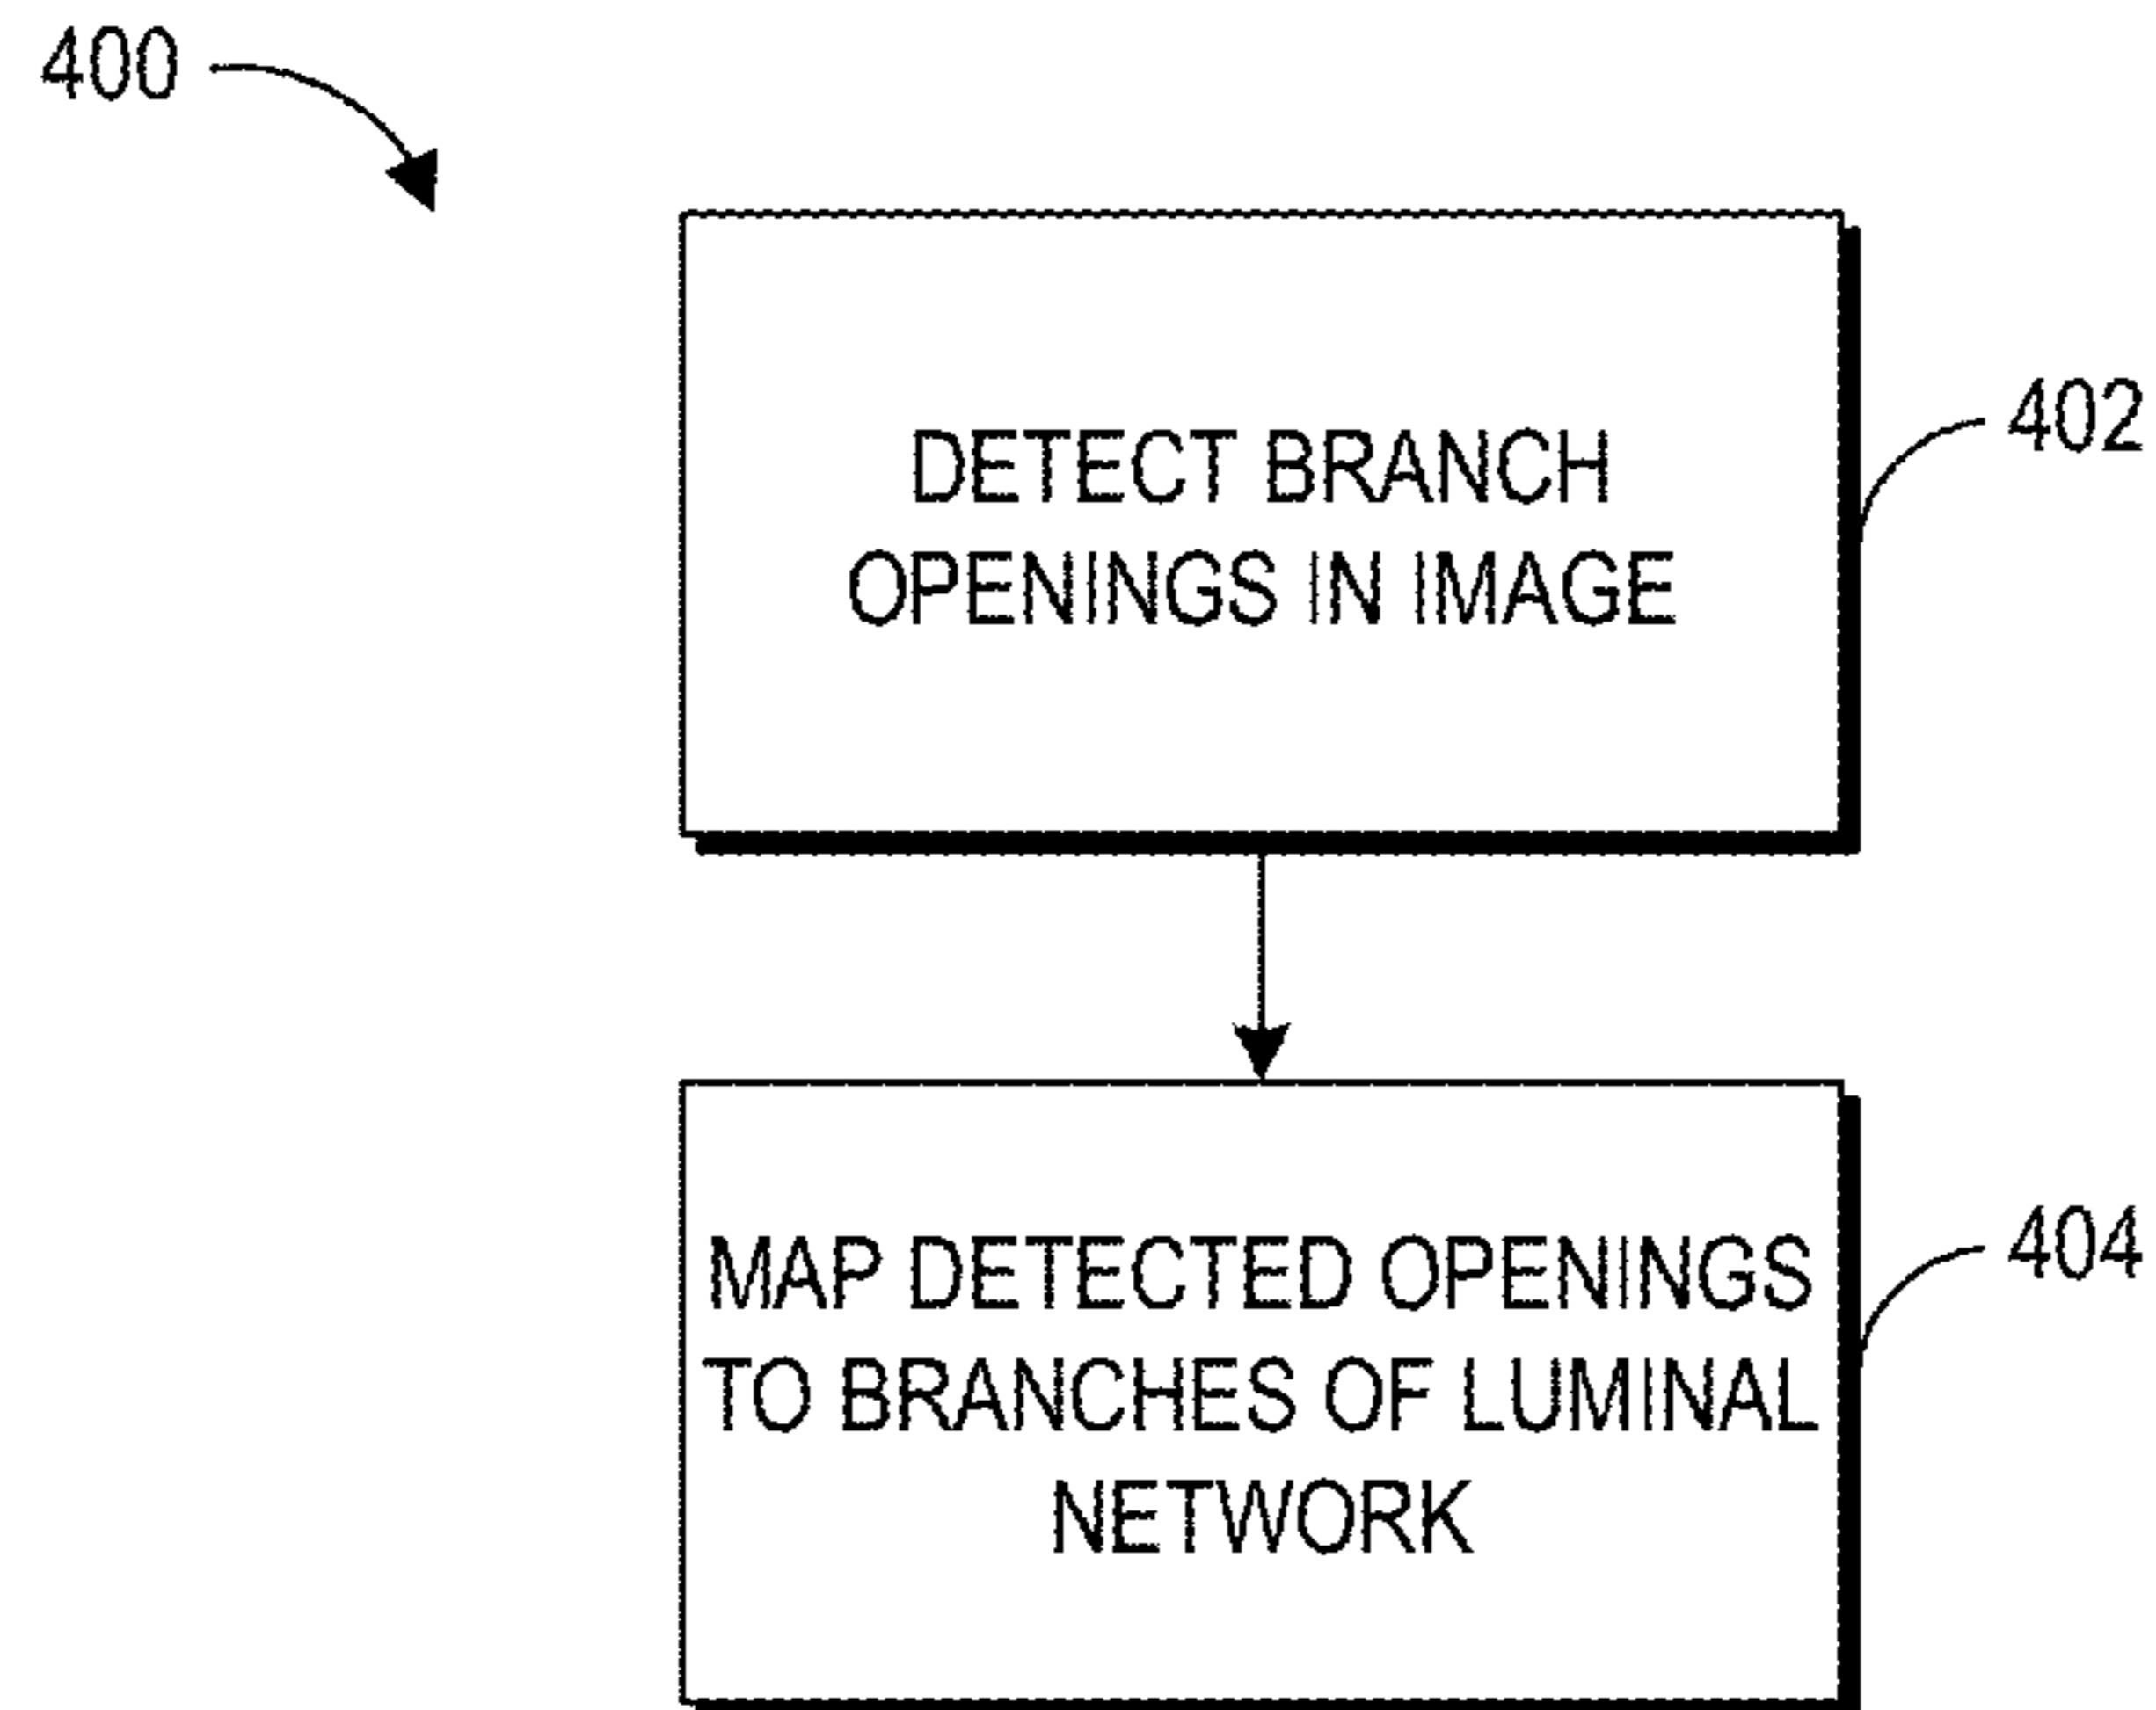 400
DETECT BRANCH
OPENINGS IN IMAGE
402
MAP DETECTED OPENINGS
TO BRANCHES OF LUMINAL
NETWORK
404